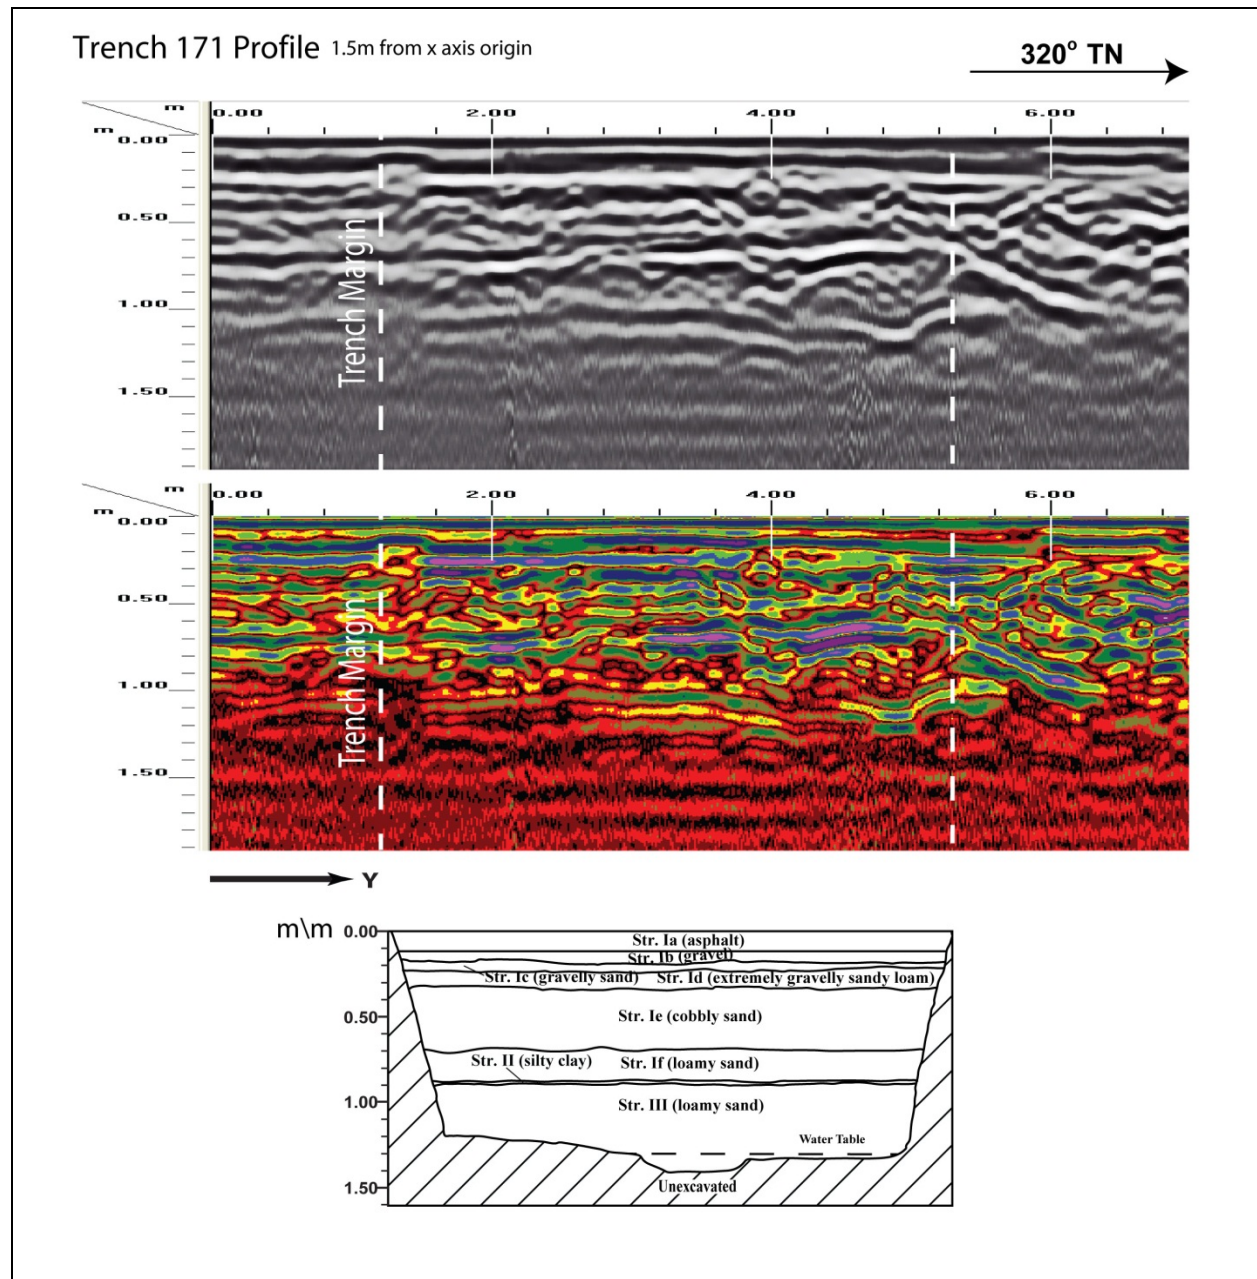 Trench 171 Profile 1.5m from x axis origin
320° TN
m 0.00 2.00 4.00 6.00
m
0.00
0.50
1.00
1.50
Trench Margin
m 0.00 2.00 4.00 6.00
m
0.00
0.50
1.00
1.50
Trench Margin
Y
m\m
0.00
Str. Ia (asphalt)
Str. Ib (gravel)
Str. Ic (gravelly sand) Str. Id (extremely gravelly sandy loam)
0.50
Str. Ie (cobbly sand)
Str. II (silty clay) Str. If (loamy sand)
1.00
Str. III (loamy sand)
Water Table
1.50
Unexcavated